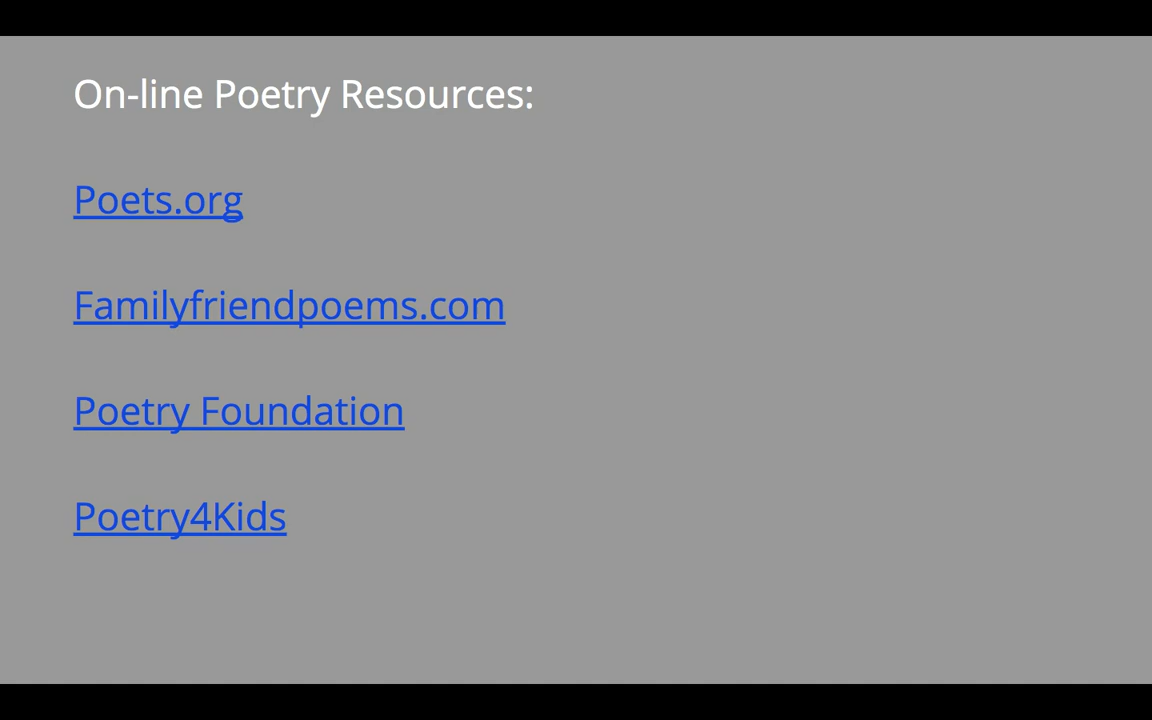 On-line Poetry Resources:
Poets.org
Familyfriendpoems.com
Poetry Foundation
Poetry4Kids